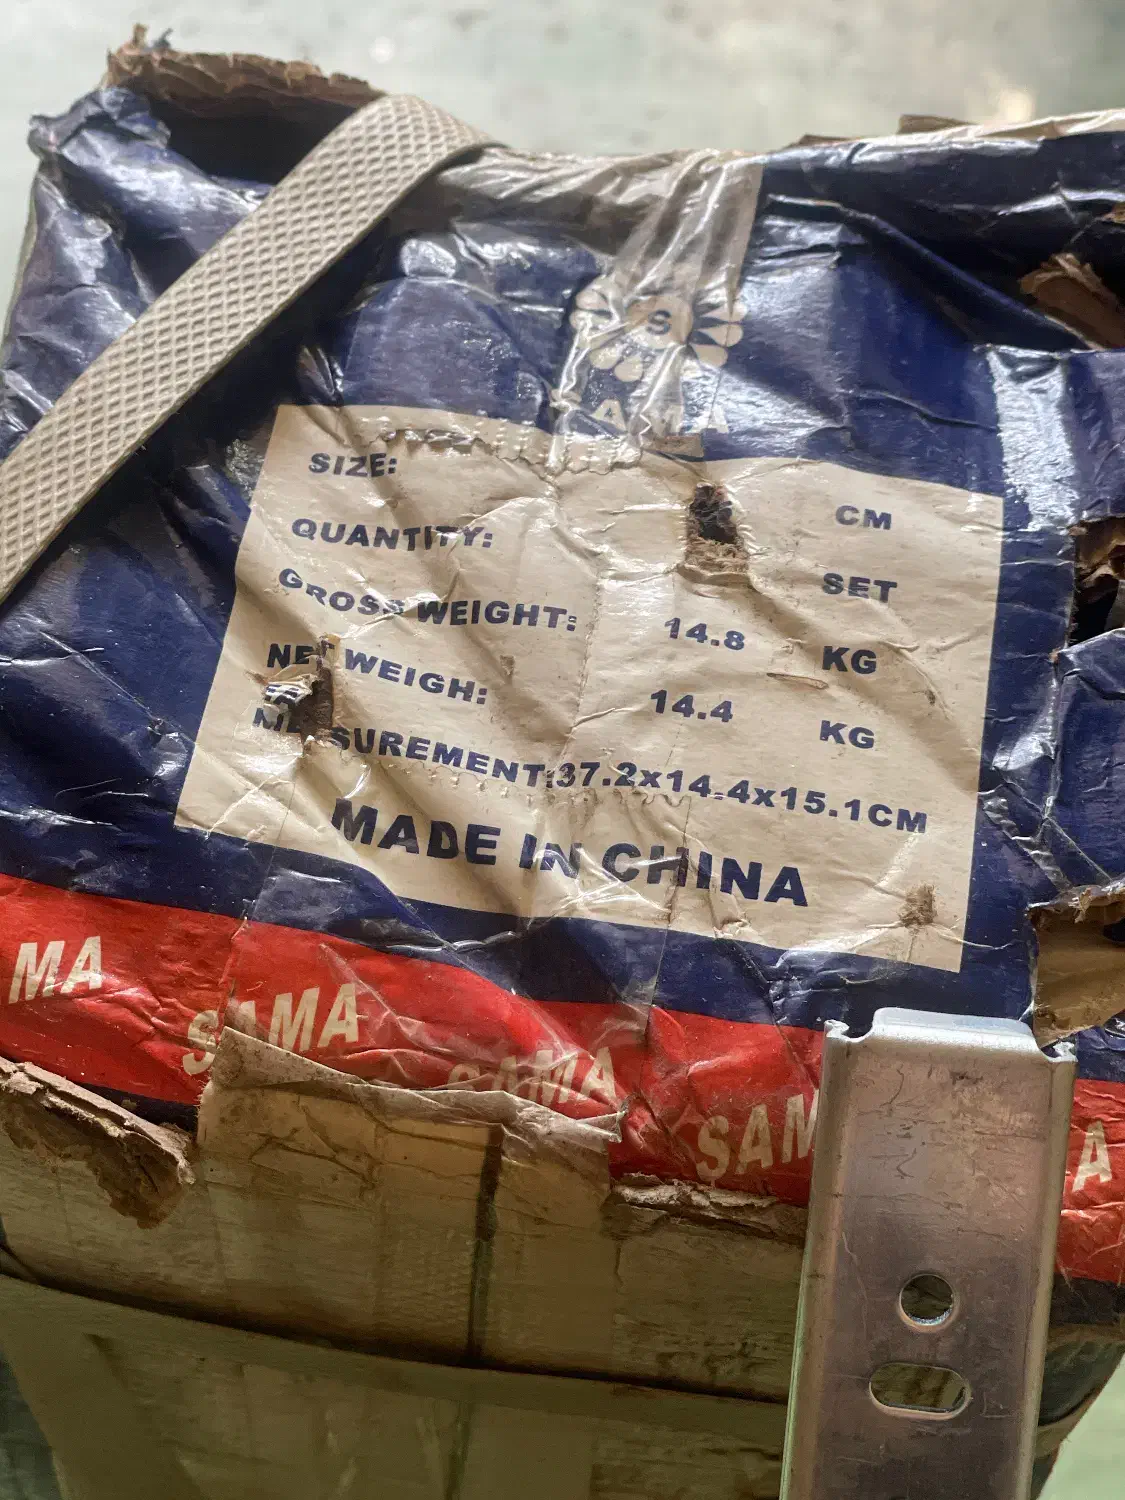 S
SAMA
SIZE: CM
QUANTITY: SET
GROSS WEIGHT: 14.8 KG
NET WEIGH: 14.4 KG
MEASUREMENT:37.2x14.4x15.1CM
MADE IN CHINA
MA SAMA SAMA SAM A